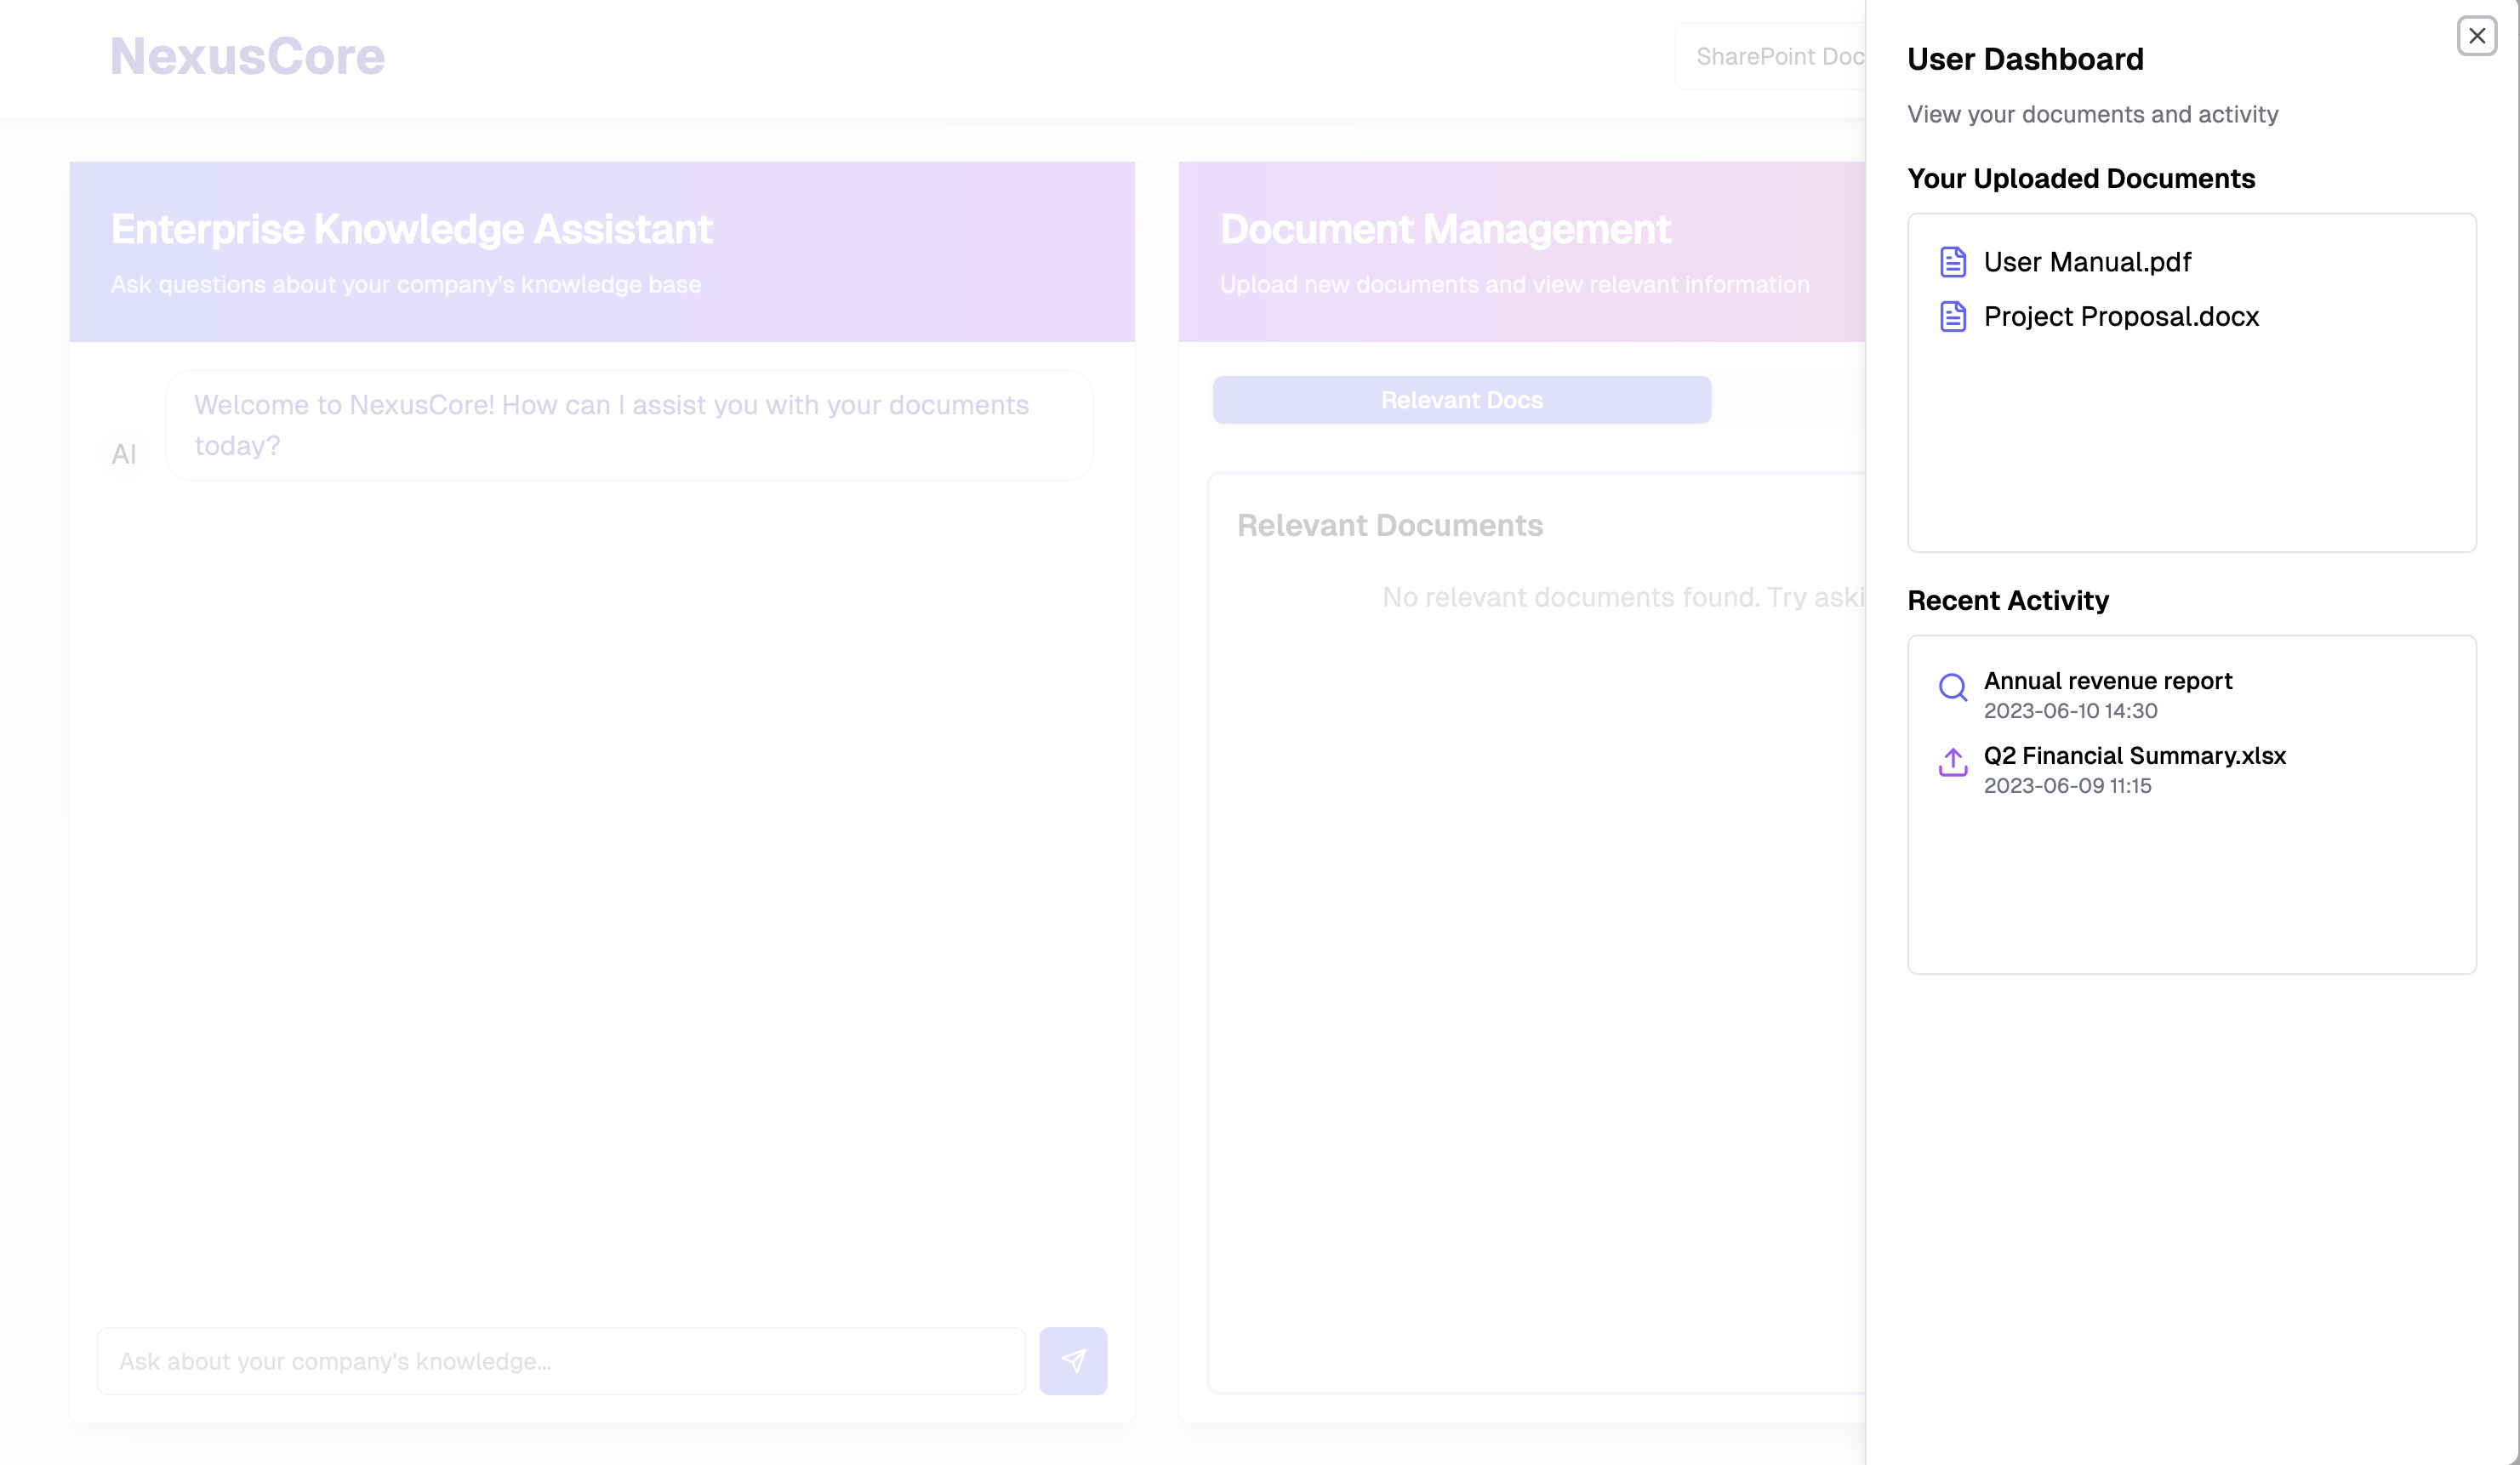 NexusCore
SharePoint Doc
Enterprise Knowledge Assistant
Ask questions about your company's knowledge base
AI
Welcome to NexusCore! How can I assist you with your documents
today?
Ask about your company's knowledge...
Document Management
Upload new documents and view relevant information
Relevant Docs
Relevant Documents
No relevant documents found. Try aski
User Dashboard
View your documents and activity
Your Uploaded Documents
User Manual.pdf
Project Proposal.docx
Recent Activity
Annual revenue report
2023-06-10 14:30
Q2 Financial Summary.xlsx
2023-06-09 11:15